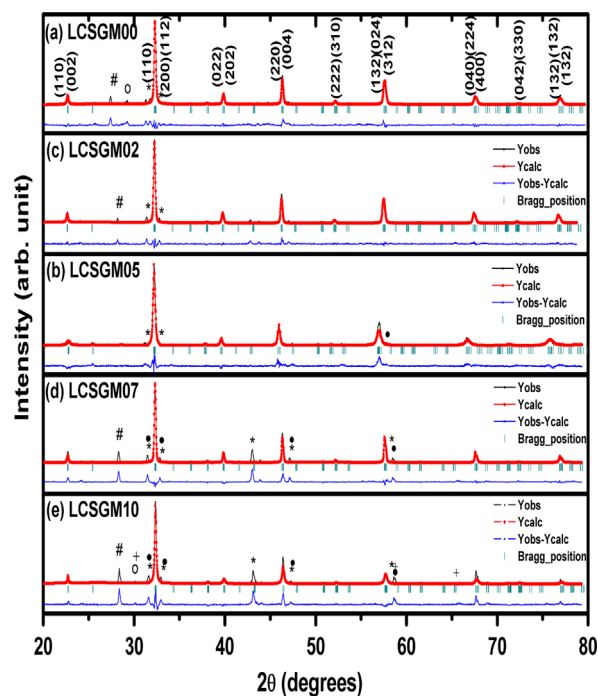 (a) LCSGM00
(110)
(002)
#
o
(110)
*
(200)(112)
*
(022)
(202)
(220)
(004)
(222)(310)
(132)(024)
(312)
(040)(224)
(400)
(042)(330)
(132)(132)
(132)
(c) LCSGM02
#
*
*
Yobs
Ycalc
Yobs-Ycalc
Bragg_position
(b) LCSGM05
*
*
•
Yobs
Ycalc
Yobs-Ycalc
Bragg_position
(d) LCSGM07
#
•
*
•
*
*
•
*
*
•
Yobs
Ycalc
Yobs-Ycalc
Bragg_position
(e) LCSGM10
#
+
o
•
*
•
*
*
•
*
*
+
•
+
Yobs
Ycalc
Yobs-Ycalc
Bragg_position
Intensity (arb. unit)
20 30 40 50 60 70 80
2θ (degrees)